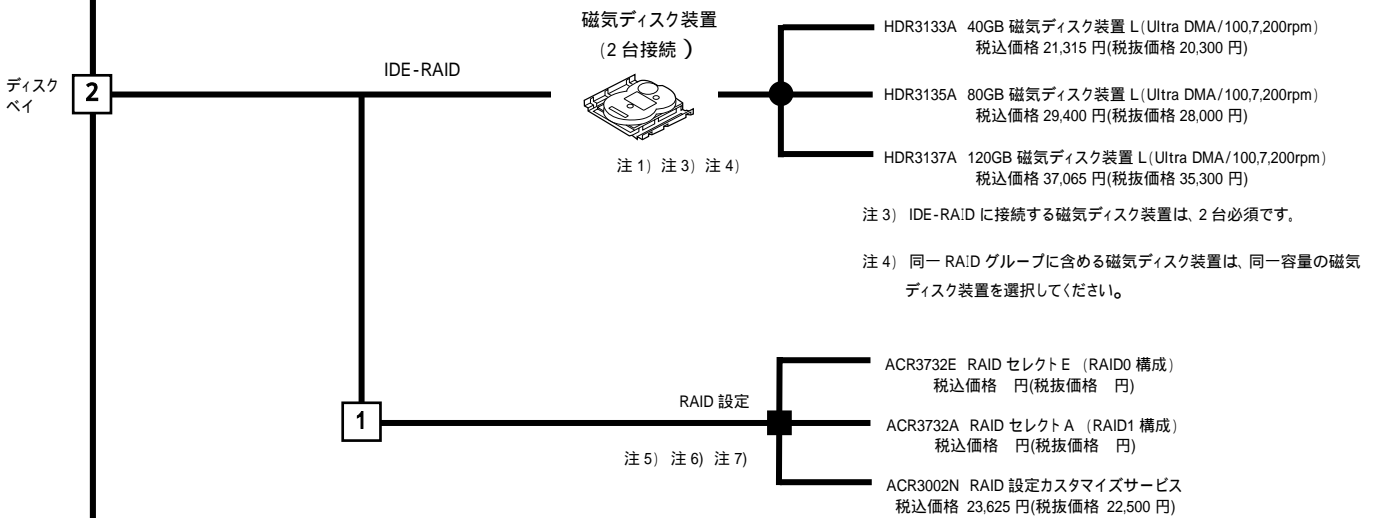 磁気ディスク装置
(2 台接続 )
IDE-RAID
ディスク
ベイ
2
注 1) 注 3) 注 4)
HDR3133A 40GB 磁気ディスク装置 L(Ultra DMA/100,7,200rpm)
税込価格 21,315 円(税抜価格 20,300 円)
HDR3135A 80GB 磁気ディスク装置 L(Ultra DMA/100,7,200rpm)
税込価格 29,400 円(税抜価格 28,000 円)
HDR3137A 120GB 磁気ディスク装置 L(Ultra DMA/100,7,200rpm)
税込価格 37,065 円(税抜価格 35,300 円)
注 3) IDE-RAID に接続する磁気ディスク装置は、2 台必須です。
注 4) 同一 RAID グループに含める磁気ディスク装置は、同一容量の磁気
ディスク装置を選択してください。
1
RAID 設定
注 5) 注 6) 注 7)
ACR3732E RAID セレクト E (RAID0 構成)
税込価格 円(税抜価格 円)
ACR3732A RAID セレクト A (RAID1 構成)
税込価格 円(税抜価格 円)
ACR3002N RAID 設定カスタマイズサービス
税込価格 23,625 円(税抜価格 22,500 円)